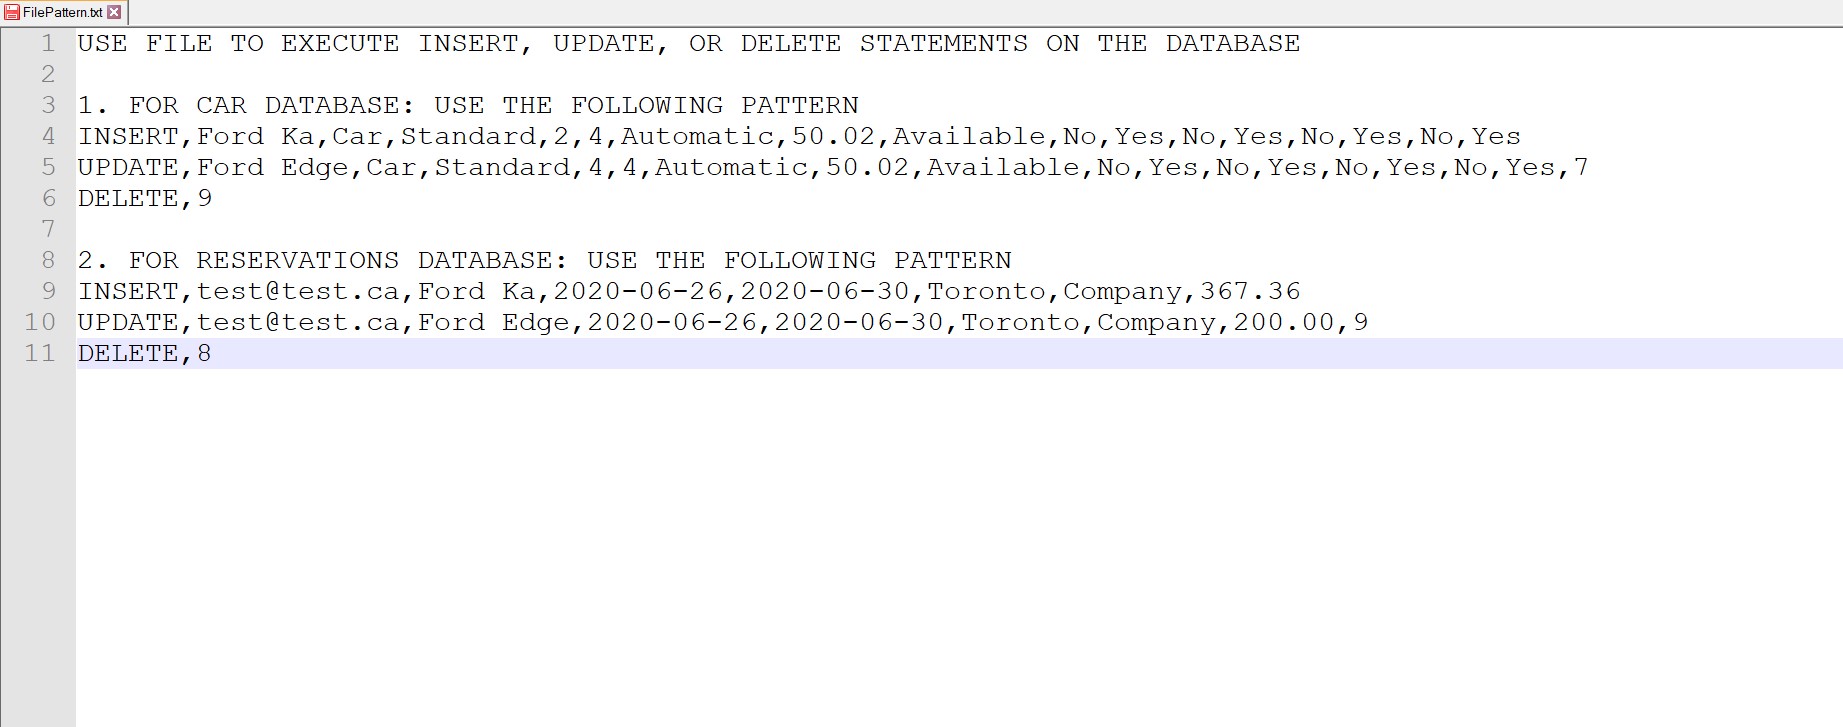 FilePattern.txt
1 USE FILE TO EXECUTE INSERT, UPDATE, OR DELETE STATEMENTS ON THE DATABASE
2
3 1. FOR CAR DATABASE: USE THE FOLLOWING PATTERN
4 INSERT,Ford Ka,Car,Standard,2,4,Automatic,50.02,Available,No,Yes,No,Yes,No,Yes,No,Yes
5 UPDATE,Ford Edge,Car,Standard,4,4,Automatic,50.02,Available,No,Yes,No,Yes,No,Yes,No,Yes,7
6 DELETE,9
7
8 2. FOR RESERVATIONS DATABASE: USE THE FOLLOWING PATTERN
9 INSERT,test@test.ca,Ford Ka,2020-06-26,2020-06-30,Toronto,Company,367.36
10 UPDATE,test@test.ca,Ford Edge,2020-06-26,2020-06-30,Toronto,Company,200.00,9
11 DELETE,8